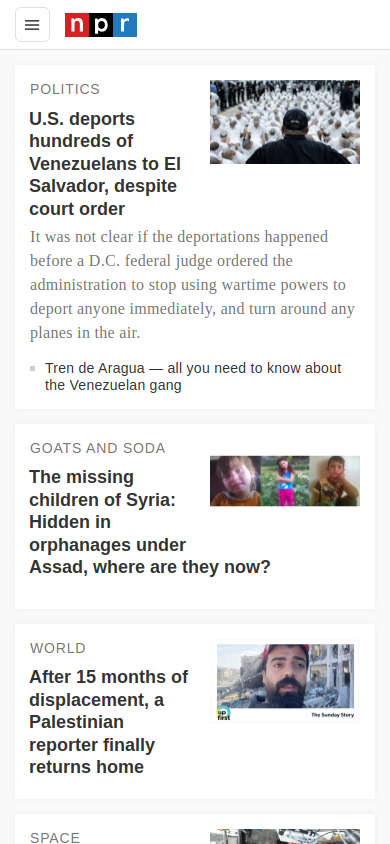 npr
POLITICS
U.S. deports
hundreds of
Venezuelans to El
Salvador, despite
court order
It was not clear if the deportations happened
before a D.C. federal judge ordered the
administration to stop using wartime powers to
deport anyone immediately, and turn around any
planes in the air.
Tren de Aragua — all you need to know about
the Venezuelan gang
GOATS AND SODA
The missing
children of Syria:
Hidden in
orphanages under
Assad, where are they now?
WORLD
After 15 months of
displacement, a
Palestinian
reporter finally
returns home
up
first
The Sunday Story
SPACE